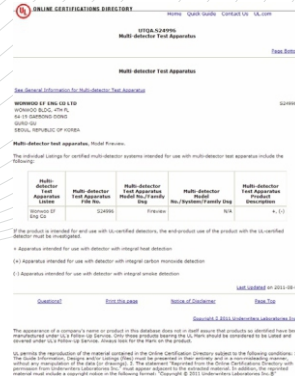 ONLINE CERTIFICATIONS DIRECTORY
Home Quick Guide Contact Us UL.com
UTQA.S24996
Multi-detector Test Apparatus
Page Bottom
Multi-detector Test Apparatus
See General Information for Multi-detector Test Apparatus
WONWOO EF ENG CO LTD
S24996
WONWOO BLDG, 4TH FL
GURO-GU
SEOUL, REPUBLIC OF KOREA
Multi-detector test apparatus, Model Fireview.
The individual Listings for certified multi-detector systems intended for use with multi-detector test apparatus include the
following:
Multi-detector Test Apparatus Listee
Multi-detector Test Apparatus File No.
Multi-detector Test Apparatus Model No./Family Dsg
Multi-detector Model No./System/Family Dsg
Multi-detector Test Apparatus Product Description
Wonwoo EF Eng Co
S24996
Fireview
N/A
+, (-)
If the product is intended for end-use with UL-certified detectors, the end-product use of the product with the UL-certified
detector must be investigated.
+ Apparatus intended for use with detector with integral heat detection
(+) Apparatus intended for use with detector with integral carbon monoxide detection
(-) Apparatus intended for use with detector with integral smoke detection
Last Updated on 2011-08-
Questions?
Print this page
Notice of Disclaimer
Page Top
Copyright © 2011 Underwriters Laboratories Inc.
The appearance of a company's name or product in this database does not in itself assure that products so identified have been
manufactured under UL's Follow-Up Service. Only those products bearing the UL Mark should be considered to be Listed and
covered under UL's Follow-Up Service. Always look for the Mark on the product.
UL permits the reproduction of the material contained in the Online Certification Directory subject to the following conditions:
The Guide Information, Designs and/or Listings (files) must be presented in their entirety and in a non-misleading manner,
without any manipulation of the data (or drawings). 2. The statement "Reprinted from the Online Certifications Directory with
permission from Underwriters Laboratories Inc." must appear adjacent to the extracted material. In addition, the reprinted
material must include a copyright notice in the following format: "Copyright © 2011 Underwriters Laboratories Inc.®"